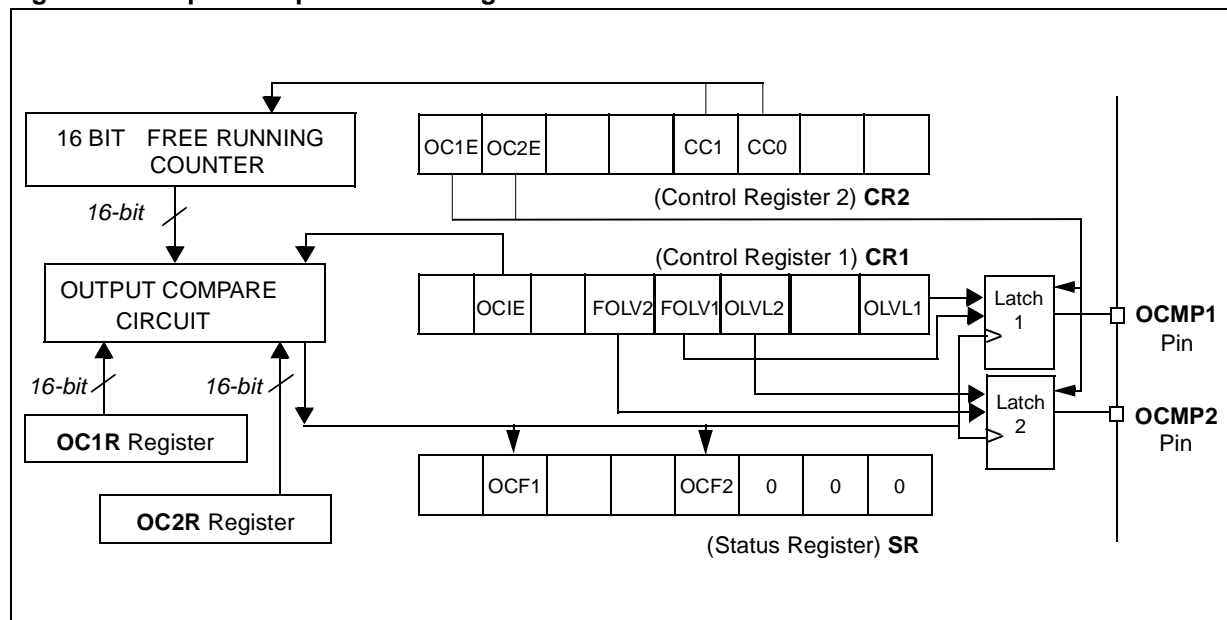 16 BIT FREE RUNNING
COUNTER
OC1E OC2E CC1 CC0
(Control Register 2) CR2
16-bit
(Control Register 1) CR1
OUTPUT COMPARE
CIRCUIT
OCIE FOLV2 FOLV1 OLVL2 OLVL1
Latch
1
OCMP1
Pin
16-bit 16-bit
Latch
2
OCMP2
Pin
OC1R Register
OCF1 OCF2 0 0 0
OC2R Register
(Status Register) SR